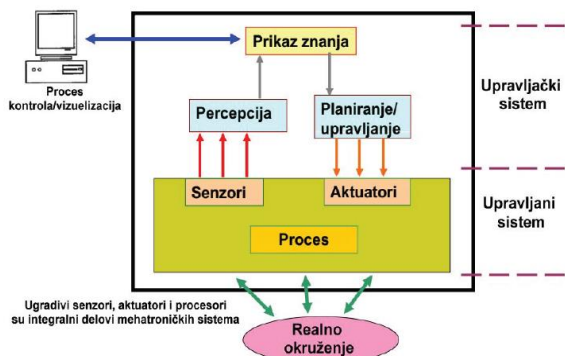 Prikaz znanja
Proces
kontrola/vizuelizacija
Percepcija
Planiranje/
upravljanje
Upravljački
sistem
Senzori
Aktuatori
Upravljani
sistem
Proces
Ugradivi senzori, aktuatori i procesori
su integralni delovi mehatroničkih sistema
Realno
okruženje